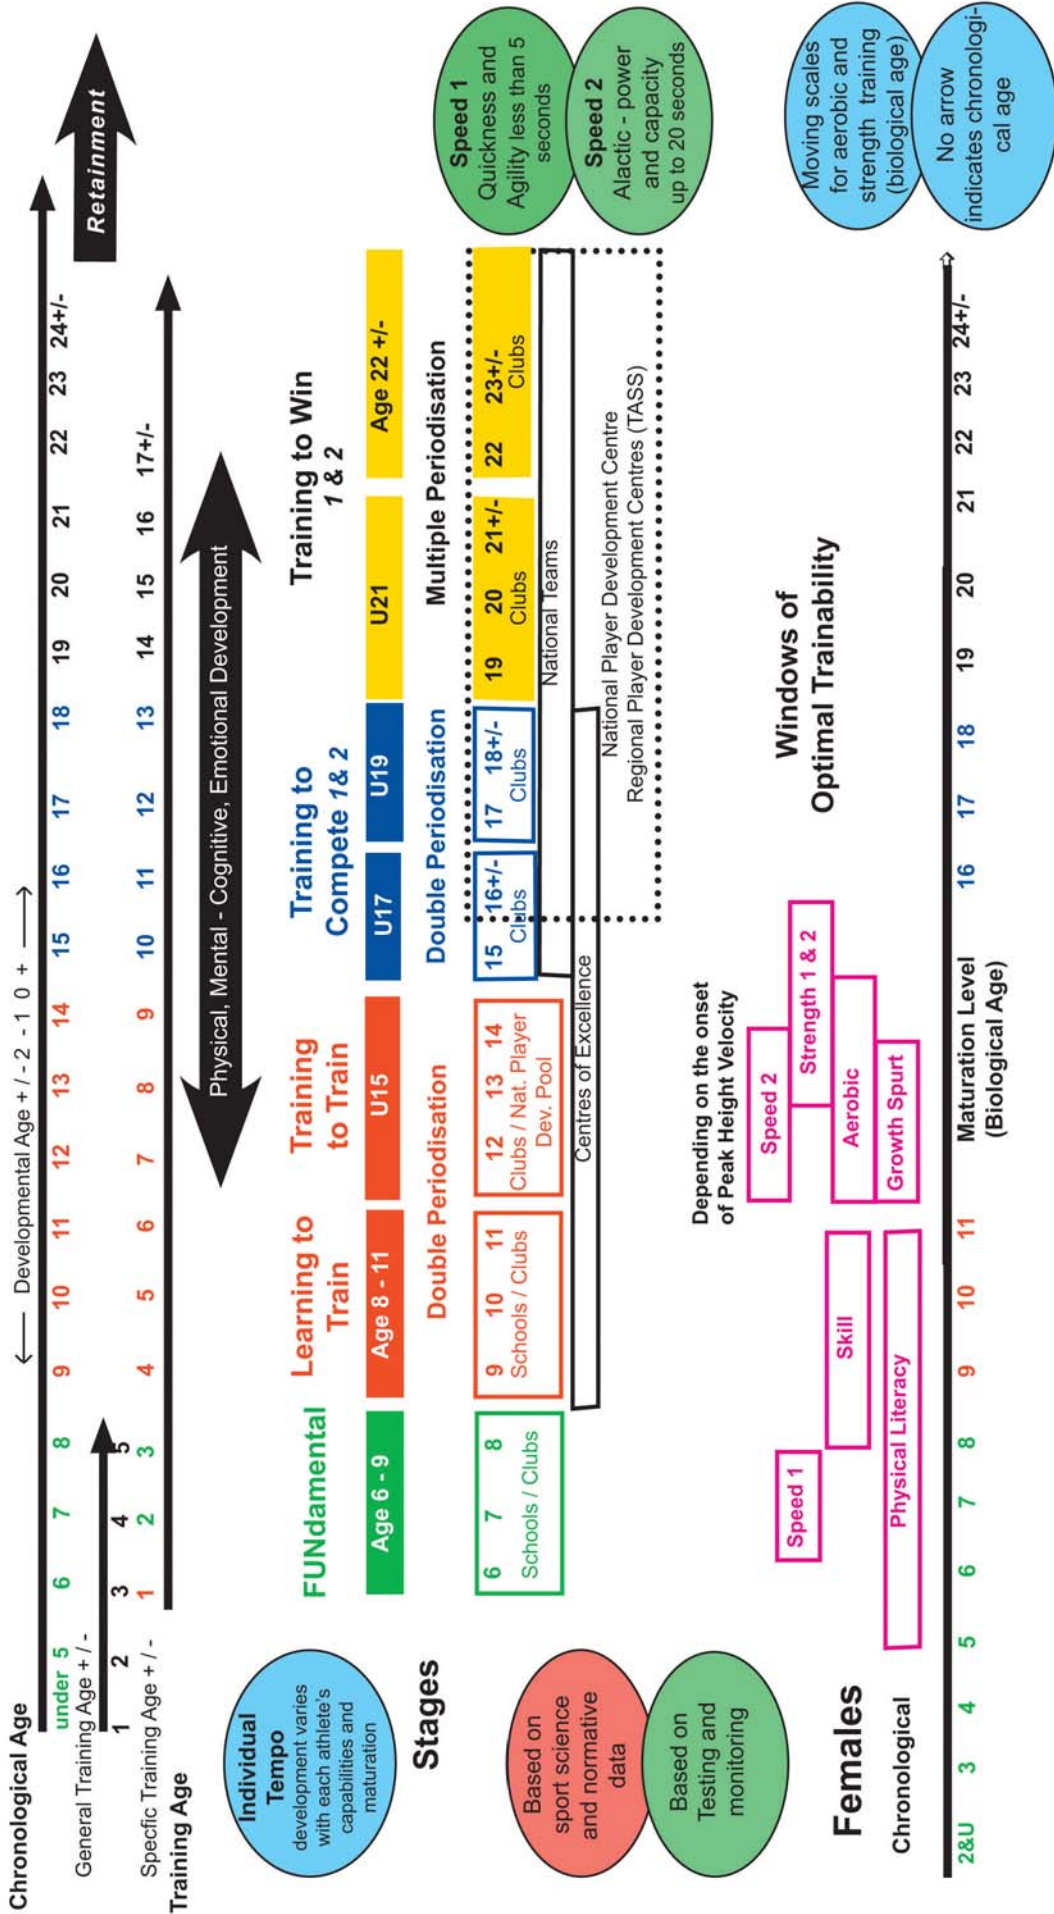 Chronological Age
← Developmental Age + / - 2 - 1 0 + →
under 5 6 7 8 9 10 11 12 13 14 15 16 17 18 19 20 21 22 23 24+/-
Retainment
General Training Age + / -
1 2 3 4 5
Specfic Training Age + / -
1 2 3 4 5 6 7 8 9 10 11 12 13 14 15 16 17+/-
Training Age
Physical, Mental - Cognitive, Emotional Development
Individual
Tempo
development varies
with each athlete's
capabilities and
maturation
Stages
FUNdamental
Learning to
Train
Training
to Train
Training to
Compete 1& 2
Training to Win
1 & 2
Age 6 - 9
Age 8 - 11
U15
U17
U19
U21
Age 22 +/-
Double Periodisation
Double Periodisation
Multiple Periodisation
6 7 8
Schools / Clubs
9 10 11
Schools / Clubs
12 13 14
Clubs / Nat. Player
Dev. Pool
15 16+/-
Clubs
17 18+/-
Clubs
19 20 21+/-
Clubs
22 23+/-
Clubs
National Teams
Centres of Excellence
National Player Development Centre
Regional Player Development Centres (TASS)
Speed 1
Quickness and
Agility less than 5
seconds
Speed 2
Alactic - power
and capacity
up to 20 seconds
Based on
sport science
and normative
data
Based on
Testing and
monitoring
Females
Chronological
Depending on the onset
of Peak Height Velocity
Windows of
Optimal Trainability
Speed 1
Speed 2
Strength 1 & 2
Skill
Aerobic
Physical Literacy
Growth Spurt
Moving scales
for aerobic and
strength training
(biological age)
No arrow
indicates chronologi-
cal age
2&U 3 4 5 6 7 8 9 10 11 Maturation Level 16 17 18 19 20 21 22 23 24+/-
(Biological Age)